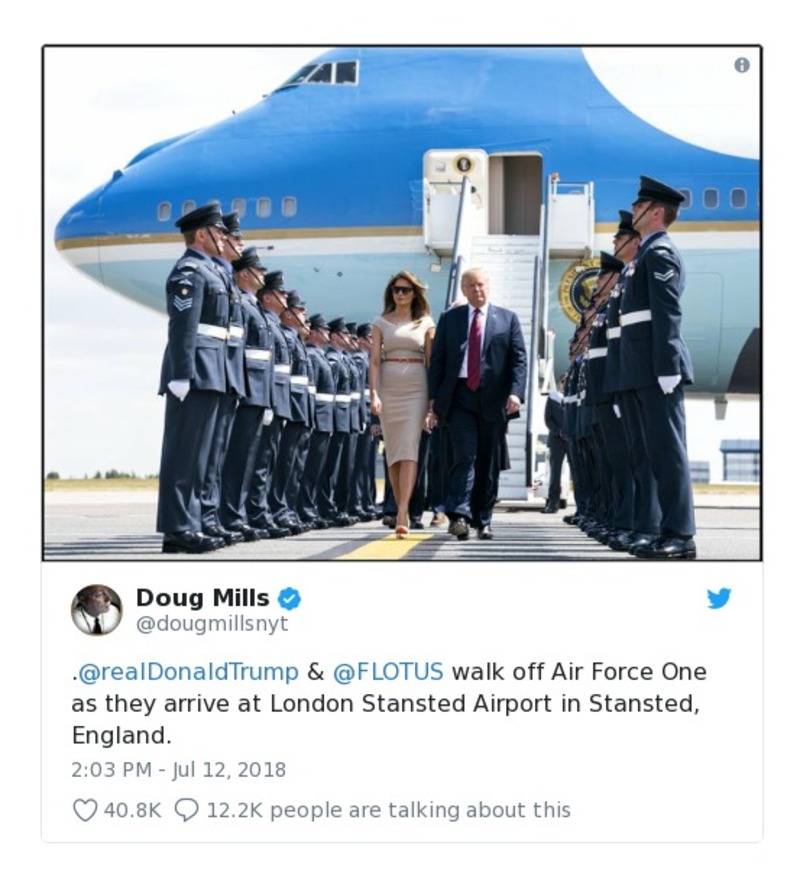 Doug Mills
@dougmillsnyt
.@realDonaldTrump & @FLOTUS walk off Air Force One
as they arrive at London Stansted Airport in Stansted,
England.
2:03 PM - Jul 12, 2018
40.8K 12.2K people are talking about this